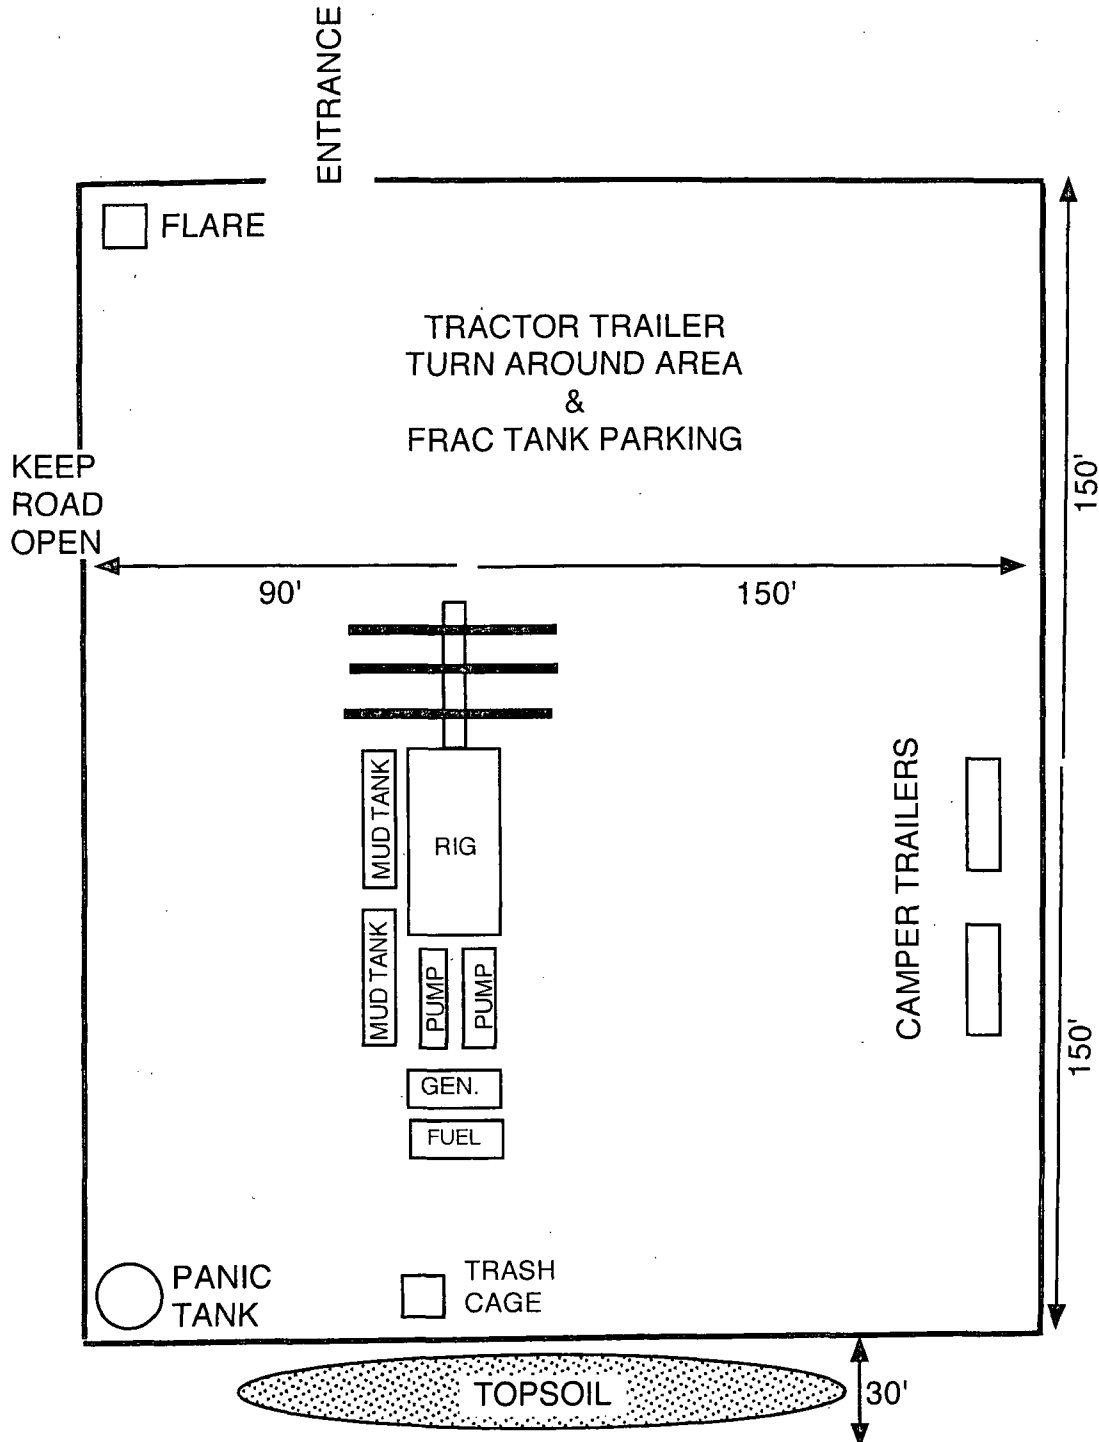 ENTRANCE
FLARE
TRACTOR TRAILER
TURN AROUND AREA
&
FRAC TANK PARKING
KEEP
ROAD
OPEN
150'
90'
150'
MUD TANK
RIG
CAMPER TRAILERS
MUD TANK
PUMP
PUMP
150'
GEN.
FUEL
PANIC
TANK
TRASH
CAGE
TOPSOIL
30'